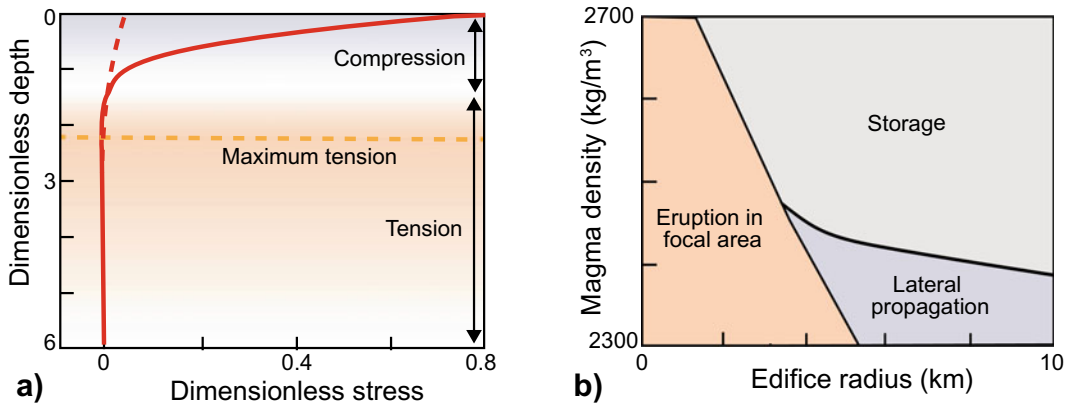 0
3
6
Dimensionless depth
Compression
Maximum tension
Tension
0
0.4
0.8
a)
Dimensionless stress
2700
2300
Magma density (kg/m³)
Storage
Eruption in
focal area
Lateral
propagation
0
10
b)
Edifice radius (km)